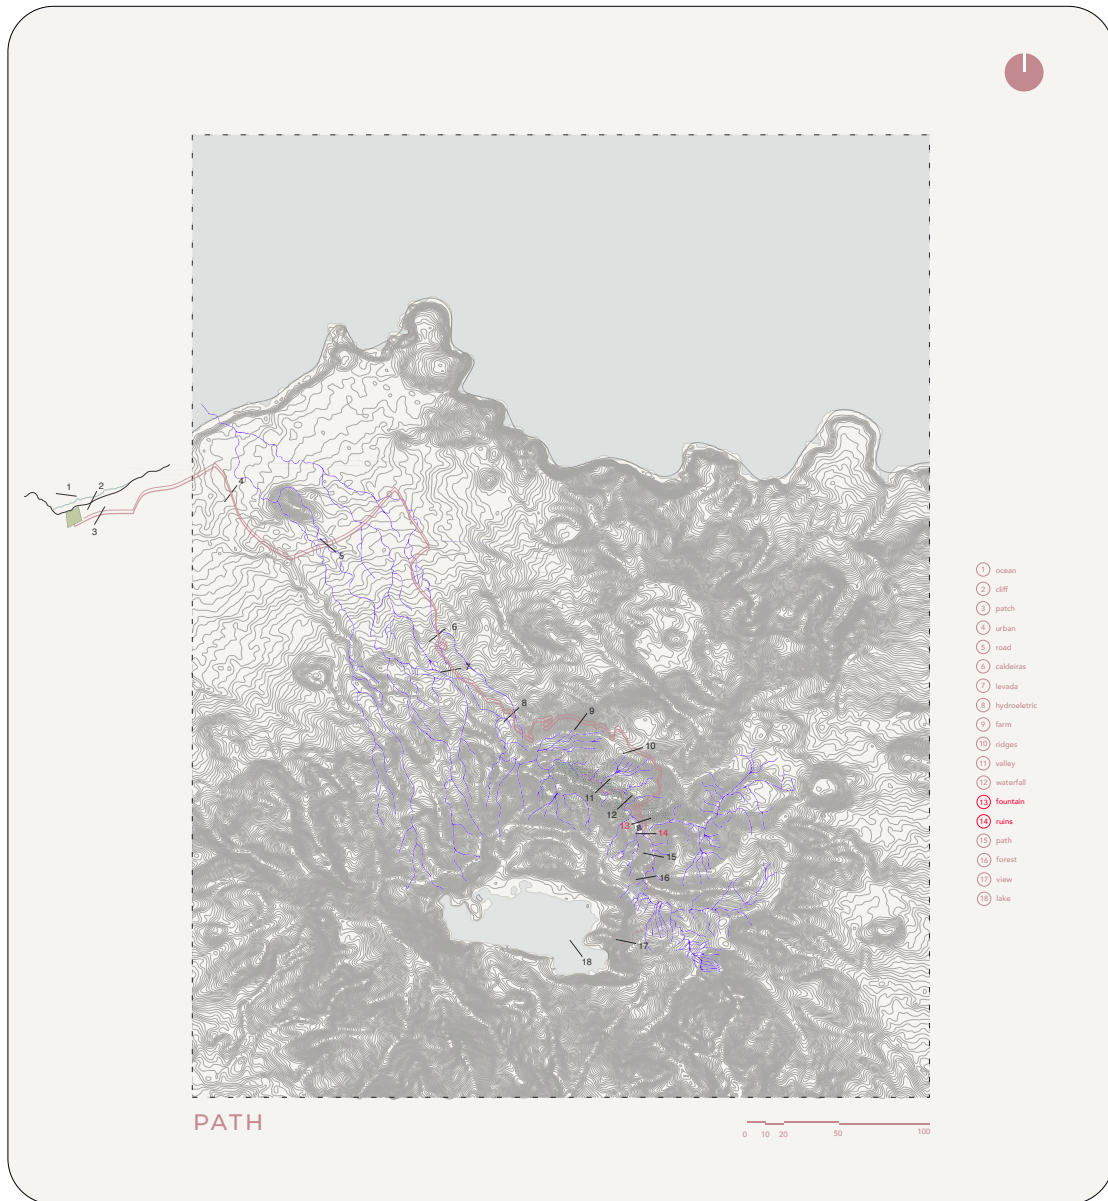 1
2
3
4
5
6
7
8
9
10
11
12
13
14
15
16
17
18
1 ocean
2 cliff
3 patch
4 urban
5 road
6 caldeiras
7 levada
8 hydroeletric
9 farm
10 ridges
11 valley
12 waterfall
13 fountain
14 ruins
15 path
16 forest
17 view
18 lake
PATH
0 10 20 50 100